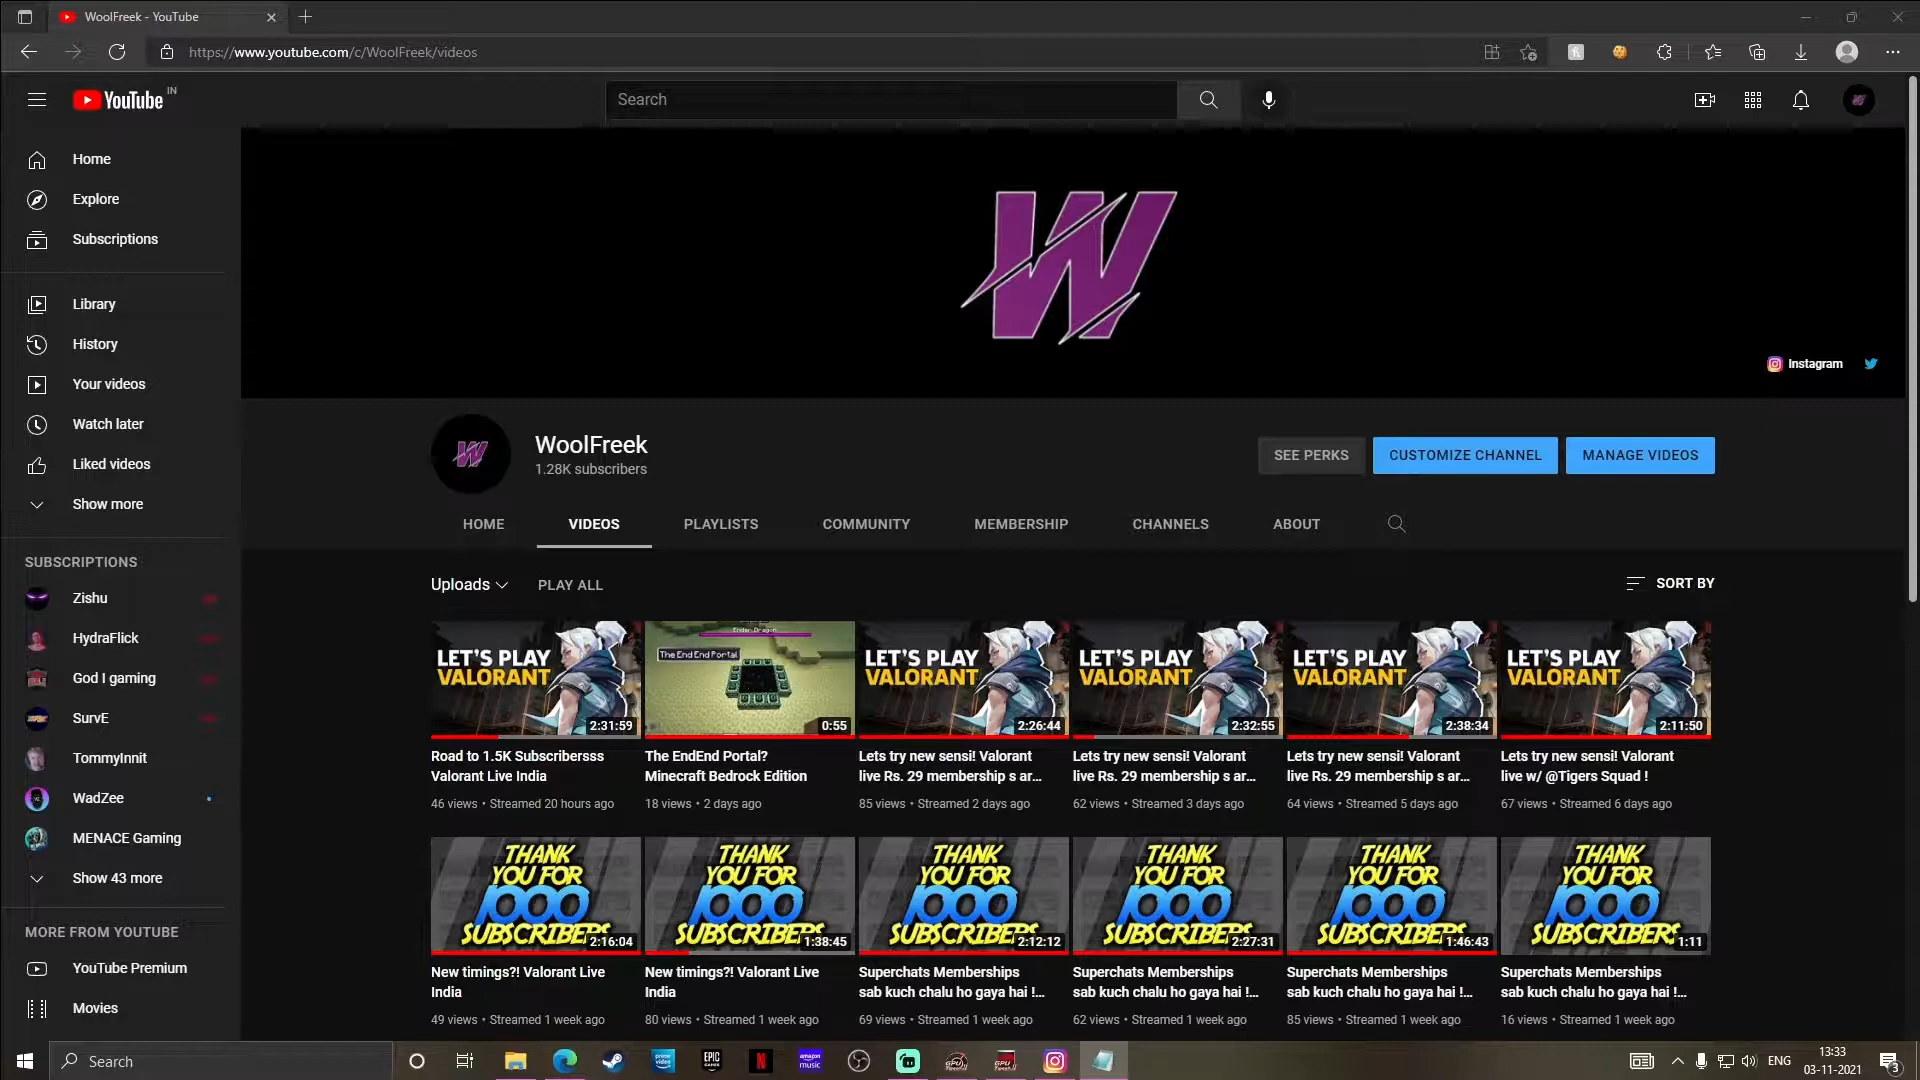 WoolFreek - YouTube
https://www.youtube.com/c/WoolFreek/videos
YouTube IN
Search
Home
Explore
Subscriptions
Library
History
Your videos
Watch later
Liked videos
Show more
SUBSCRIPTIONS
Zishu
HydraFlick
God I gaming
SurvE
TommyInnit
WadZee
MENACE Gaming
Show 43 more
MORE FROM YOUTUBE
YouTube Premium
Movies
W
Instagram
W
WoolFreek
1.28K subscribers
SEE PERKS
CUSTOMIZE CHANNEL
MANAGE VIDEOS
HOME VIDEOS PLAYLISTS COMMUNITY MEMBERSHIP CHANNELS ABOUT
Uploads PLAY ALL
SORT BY
LET'S PLAY
VALORANT
2:31:59
Road to 1.5K Subscribersss
Valorant Live India
46 views • Streamed 20 hours ago
Ender Dragon
The End End Portal
0:55
The EndEnd Portal?
Minecraft Bedrock Edition
18 views • 2 days ago
LET'S PLAY
VALORANT
2:26:44
Lets try new sensi! Valorant
live Rs. 29 membership s ar...
85 views • Streamed 2 days ago
LET'S PLAY
VALORANT
2:32:55
Lets try new sensi! Valorant
live Rs. 29 membership s ar...
62 views • Streamed 3 days ago
LET'S PLAY
VALORANT
2:38:34
Lets try new sensi! Valorant
live Rs. 29 membership s ar...
64 views • Streamed 5 days ago
LET'S PLAY
VALORANT
2:11:50
Lets try new sensi! Valorant
live w/ @Tigers Squad !
67 views • Streamed 6 days ago
THANK
YOU FOR
1000
SUBSCRIBERS
2:16:04
New timings?! Valorant Live
India
49 views • Streamed 1 week ago
THANK
YOU FOR
1000
SUBSCRIBERS
1:38:45
New timings?! Valorant Live
India
80 views • Streamed 1 week ago
THANK
YOU FOR
1000
SUBSCRIBERS
2:12:12
Superchats Memberships
sab kuch chalu ho gaya hai !...
69 views • Streamed 1 week ago
THANK
YOU FOR
1000
SUBSCRIBERS
2:27:31
Superchats Memberships
sab kuch chalu ho gaya hai !...
62 views • Streamed 1 week ago
THANK
YOU FOR
1000
SUBSCRIBERS
1:46:43
Superchats Memberships
sab kuch chalu ho gaya hai !...
85 views • Streamed 1 week ago
THANK
YOU FOR
1000
SUBSCRIBERS
1:11
Superchats Memberships
sab kuch chalu ho gaya hai !...
16 views • Streamed 1 week ago
Search
prime video
EPIC GAMES
N
amazon music
GPU
GPU
ENG
13:33
03-11-2021
3